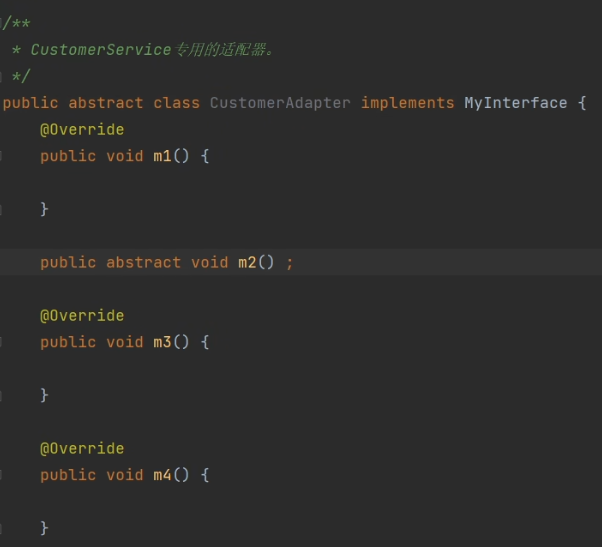 /**
 * CustomerService专用的适配器。
 */
public abstract class CustomerAdapter implements MyInterface {
    @Override
    public void m1() {
    }
    public abstract void m2() ;
    @Override
    public void m3() {
    }
    @Override
    public void m4() {
    }